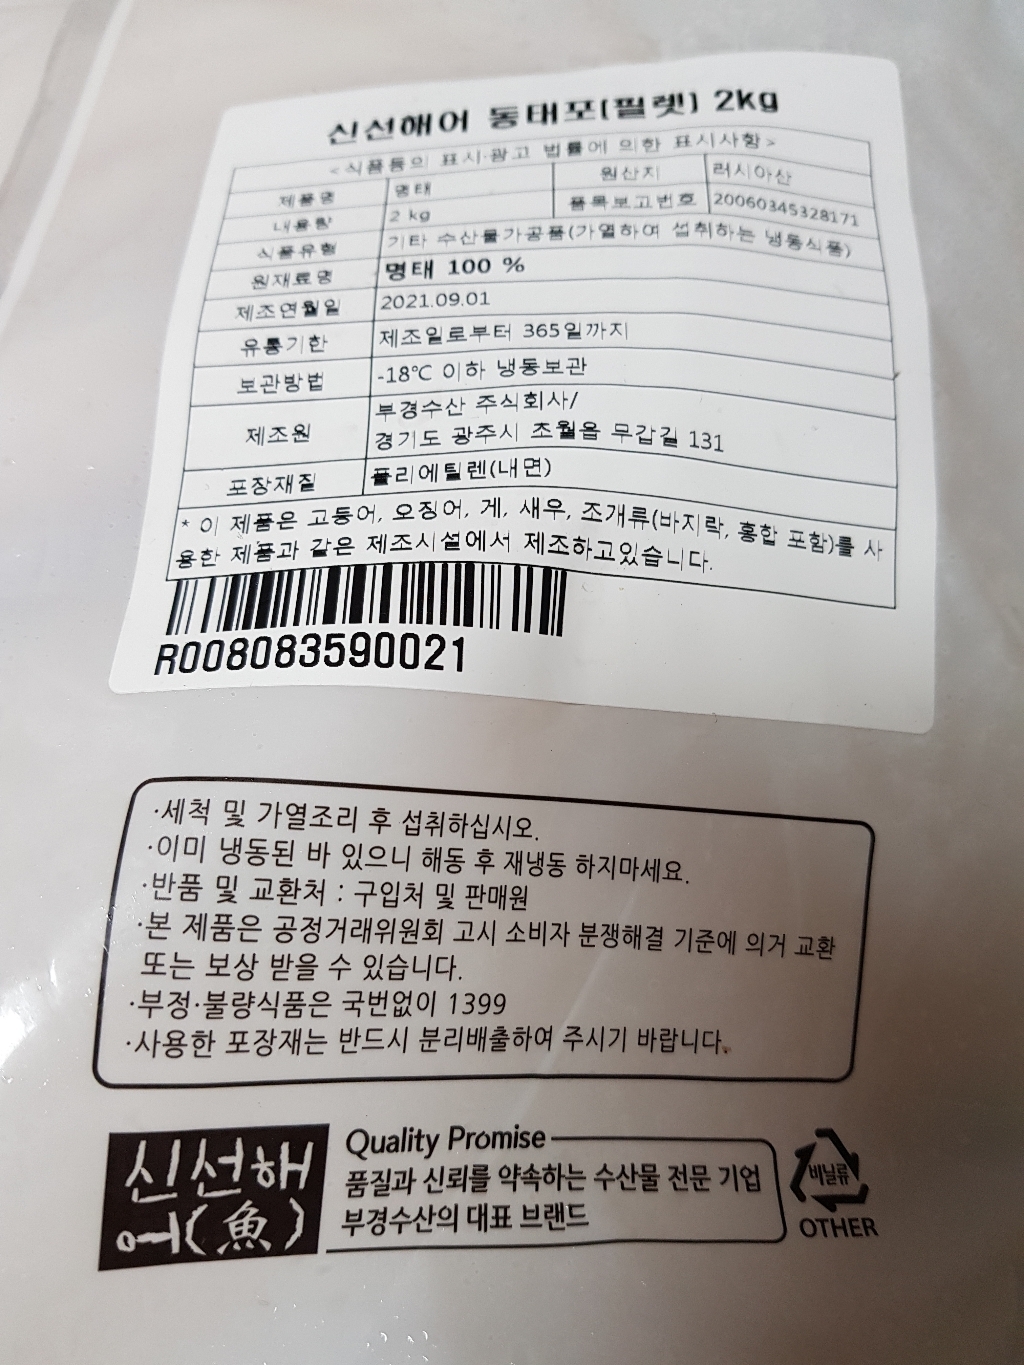 신선해어 동태포(필렛) 2kg
<식품등의 표시·광고 법률에 의한 표시사항>
제품명 명태 원산지 러시아산
내용량 2 kg 품목보고번호 20060345328171
식품유형 기타 수산물가공품(가열하여 섭취하는 냉동식품)
원재료명 명태 100 %
제조연월일 2021.09.01
유통기한 제조일로부터 365일까지
보관방법 -18℃ 이하 냉동보관
제조원 부경수산 주식회사/
경기도 광주시 초월읍 무갑길 131
포장재질 폴리에틸렌(내면)
* 이 제품은 고등어, 오징어, 게, 새우, 조개류(바지락, 홍합 포함)를 사
용한 제품과 같은 제조시설에서 제조하고있습니다.
R008083590021
·세척 및 가열조리 후 섭취하십시오.
·이미 냉동된 바 있으니 해동 후 재냉동 하지마세요.
·반품 및 교환처 : 구입처 및 판매원
·본 제품은 공정거래위원회 고시 소비자 분쟁해결 기준에 의거 교환
또는 보상 받을 수 있습니다.
·부정·불량식품은 국번없이 1399
·사용한 포장재는 반드시 분리배출하여 주시기 바랍니다.
신선해
어(魚)
Quality Promise
품질과 신뢰를 약속하는 수산물 전문 기업
부경수산의 대표 브랜드
비닐류
OTHER